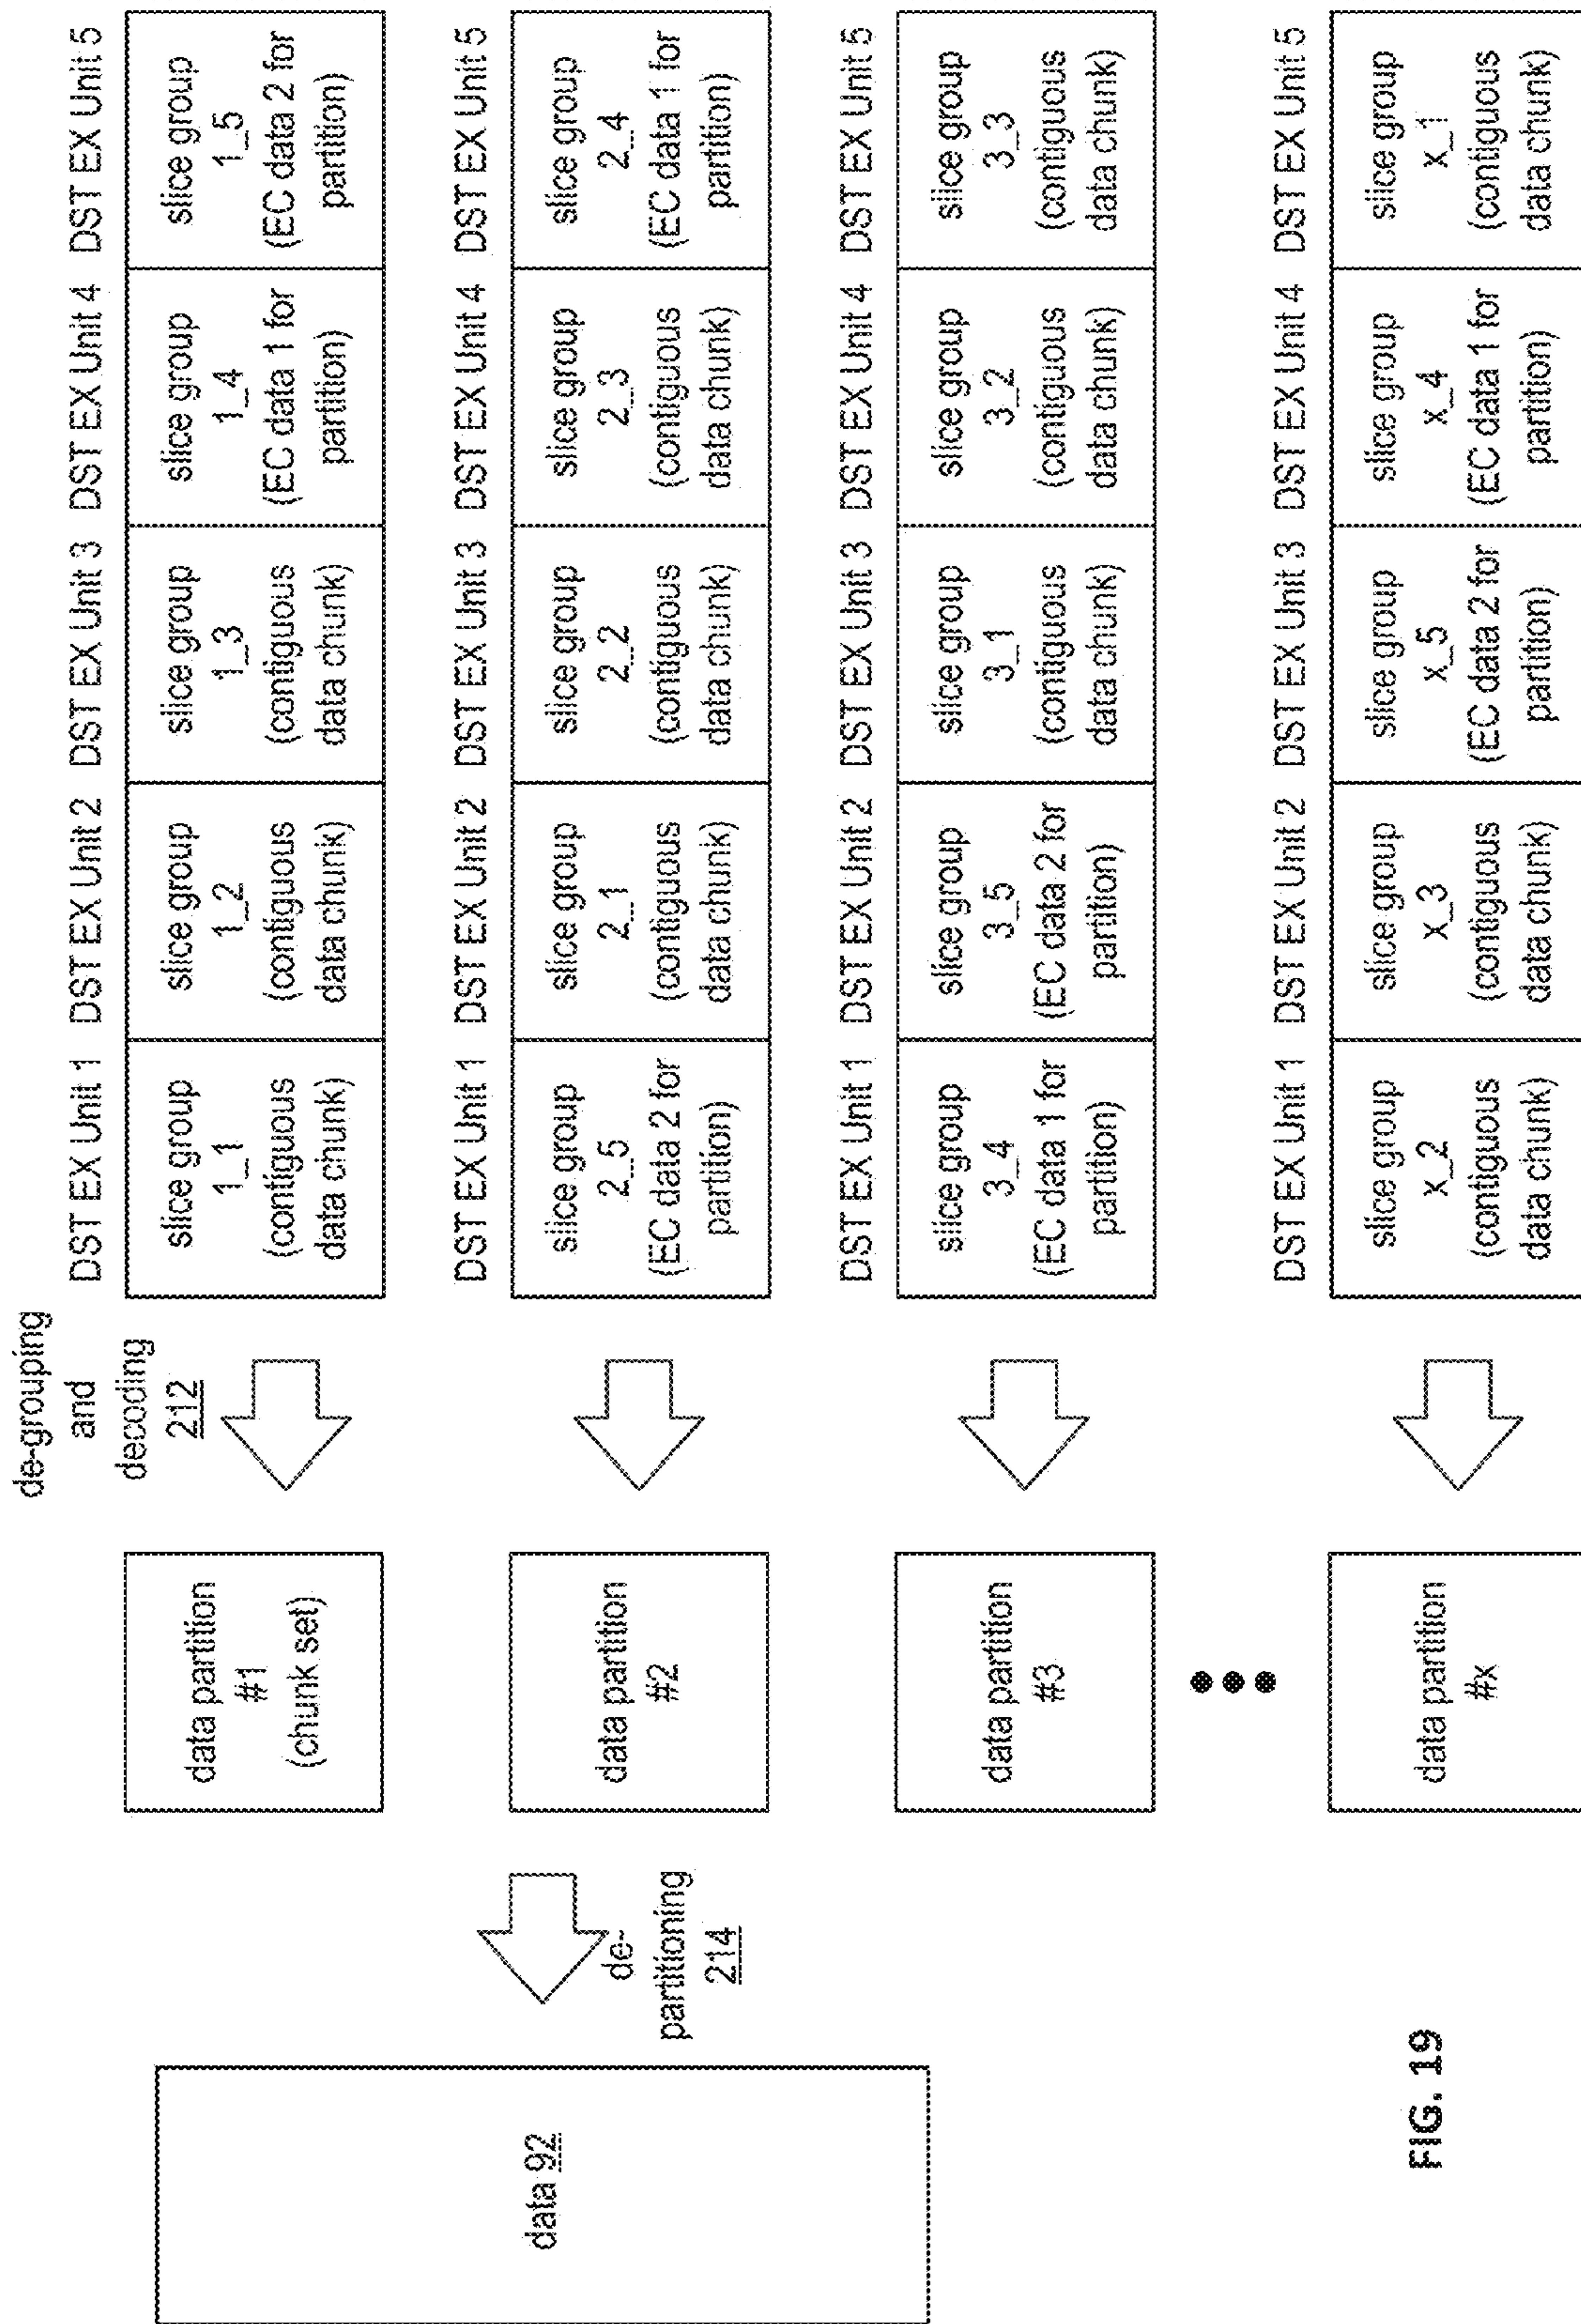 de-grouping
and
decoding
212
DST EX Unit 1 DST EX Unit 2 DST EX Unit 3 DST EX Unit 4 DST EX Unit 5
data 92
de-
partitioning
214
data partition
#1
(chunk set)
slice group
1_1
(contiguous
data chunk)
slice group
1_2
(contiguous
data chunk)
slice group
1_3
(contiguous
data chunk)
slice group
1_4
(EC data 1 for
partition)
slice group
1_5
(EC data 2 for
partition)
DST EX Unit 1 DST EX Unit 2 DST EX Unit 3 DST EX Unit 4 DST EX Unit 5
data partition
#2
slice group
2_5
(EC data 2 for
partition)
slice group
2_1
(contiguous
data chunk)
slice group
2_2
(contiguous
data chunk)
slice group
2_3
(contiguous
data chunk)
slice group
2_4
(EC data 1 for
partition)
DST EX Unit 1 DST EX Unit 2 DST EX Unit 3 DST EX Unit 4 DST EX Unit 5
data partition
#3
slice group
3_4
(EC data 1 for
partition)
slice group
3_5
(EC data 2 for
partition)
slice group
3_1
(contiguous
data chunk)
slice group
3_2
(contiguous
data chunk)
slice group
3_3
(contiguous
data chunk)
DST EX Unit 1 DST EX Unit 2 DST EX Unit 3 DST EX Unit 4 DST EX Unit 5
data partition
#x
slice group
x_2
(contiguous
data chunk)
slice group
x_3
(contiguous
data chunk)
slice group
x_5
(EC data 2 for
partition)
slice group
x_4
(EC data 1 for
partition)
slice group
x_1
(contiguous
data chunk)
FIG. 19